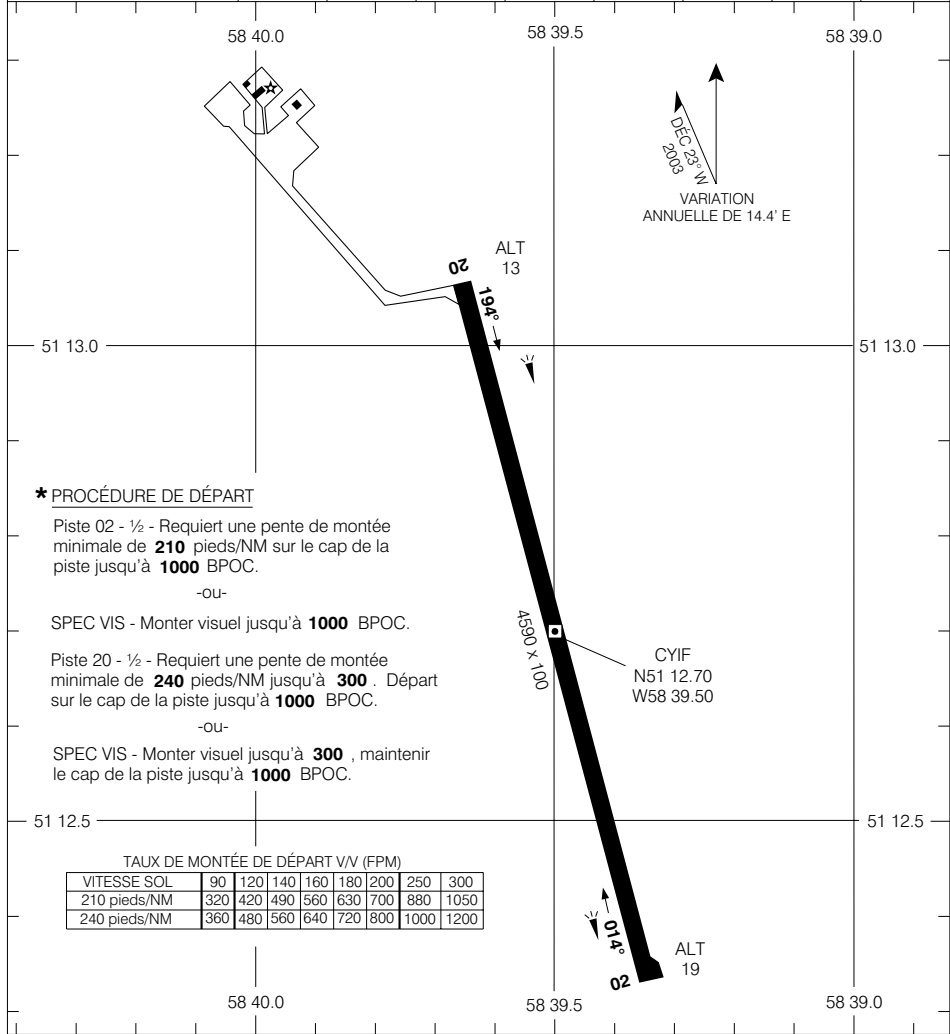 58 40.0
58 39.5
58 39.0
DÉC 23° W
2003
VARIATION
ANNUELLE DE 14.4' E
ALT
13
20
194°
51 13.0
51 13.0
* PROCÉDURE DE DÉPART
Piste 02 - ½ - Requiert une pente de montée
minimale de 210 pieds/NM sur le cap de la
piste jusqu'à 1000 BPOC.
-ou-
SPEC VIS - Monter visuel jusqu'à 1000 BPOC.
Piste 20 - ½ - Requiert une pente de montée
minimale de 240 pieds/NM jusqu'à 300 . Départ
sur le cap de la piste jusqu'à 1000 BPOC.
-ou-
SPEC VIS - Monter visuel jusqu'à 300 , maintenir
le cap de la piste jusqu'à 1000 BPOC.
4590 x 100
CYIF
N51 12.70
W58 39.50
51 12.5
51 12.5
TAUX DE MONTÉE DE DÉPART V/V (FPM)
VITESSE SOL 90 120 140 160 180 200 250 300
210 pieds/NM 320 420 490 560 630 700 880 1050
240 pieds/NM 360 480 560 640 720 800 1000 1200
014°
02
ALT
19
58 40.0
58 39.5
58 39.0